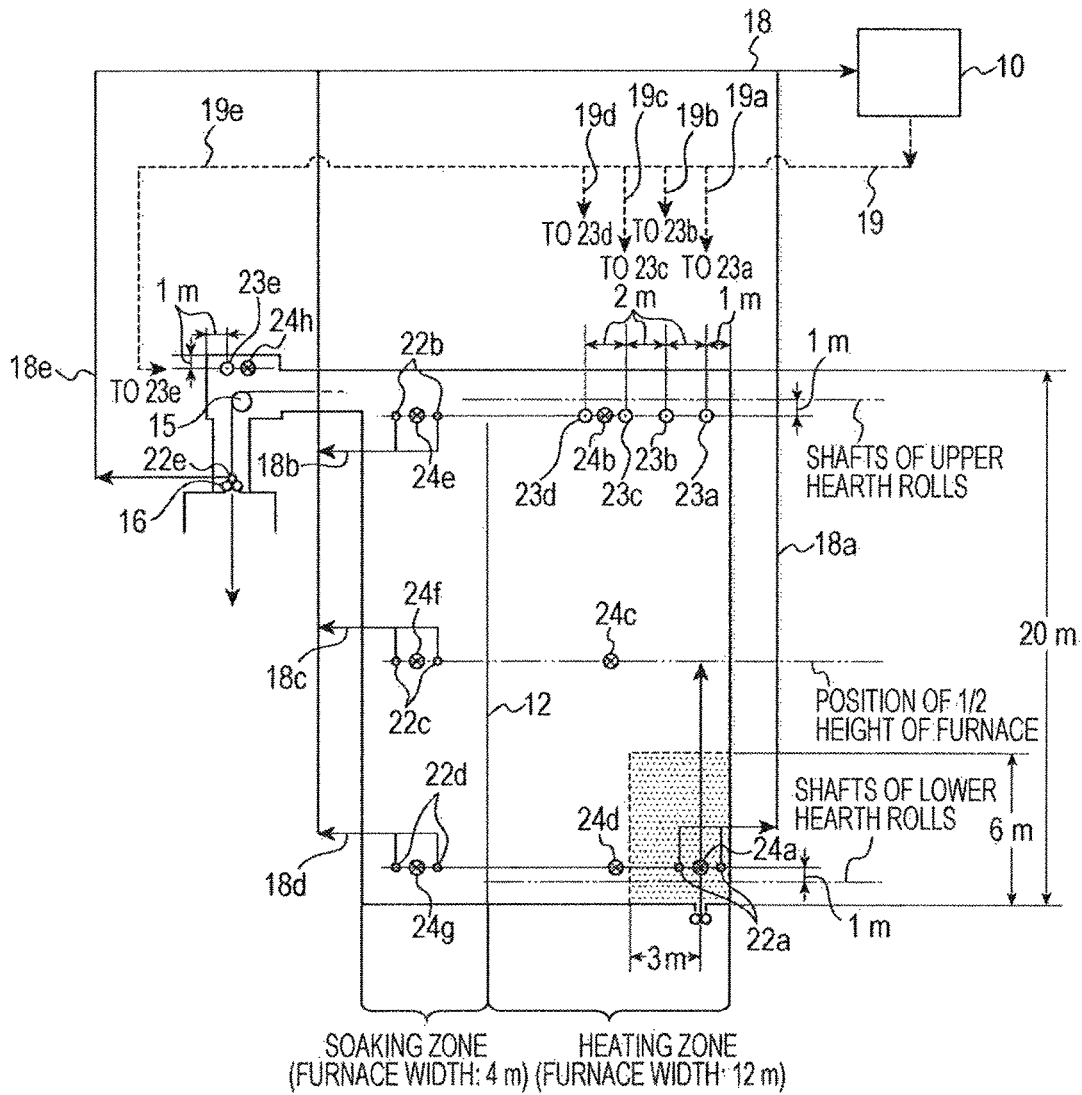 18
10
19e
19d
19c
19b
19a
19
TO 23d
TO 23b
TO 23c
TO 23a
1 m
23e
24h
2 m
1 m
18e
22b
1 m
TO 23e
15
22e
18b
24e
24b
23b
SHAFTS OF UPPER
HEARTH ROLLS
16
23d
23c
23a
18a
24f
24c
20 m
18c
22c
12
POSITION OF 1/2
HEIGHT OF FURNACE
22d
24d
SHAFTS OF LOWER
HEARTH ROLLS
6 m
24a
18d
24g
22a
1 m
3 m
SOAKING ZONE
(FURNACE WIDTH: 4 m)
HEATING ZONE
(FURNACE WIDTH: 12 m)